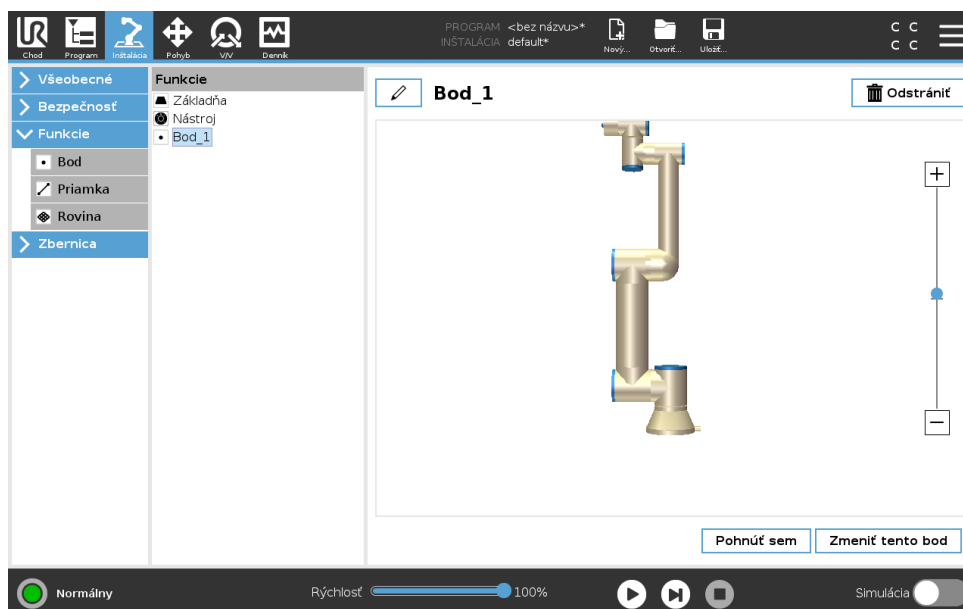 UR
PROGRAM <bez názvu>*
INŠTALÁCIA default*
Chod Program Inštalácia Pohyb V/V Denník
Nový... Otvoriť... Uložiť...
C C
C C
Všeobecné
Bezpečnosť
Funkcie
Bod
Priamka
Rovina
Zbernica
Funkcie
Základňa
Nástroj
Bod_1
Bod_1
Odstrániť
Pohnúť sem
Zmeniť tento bod
Normálny
Rýchlosť 100%
Simulácia